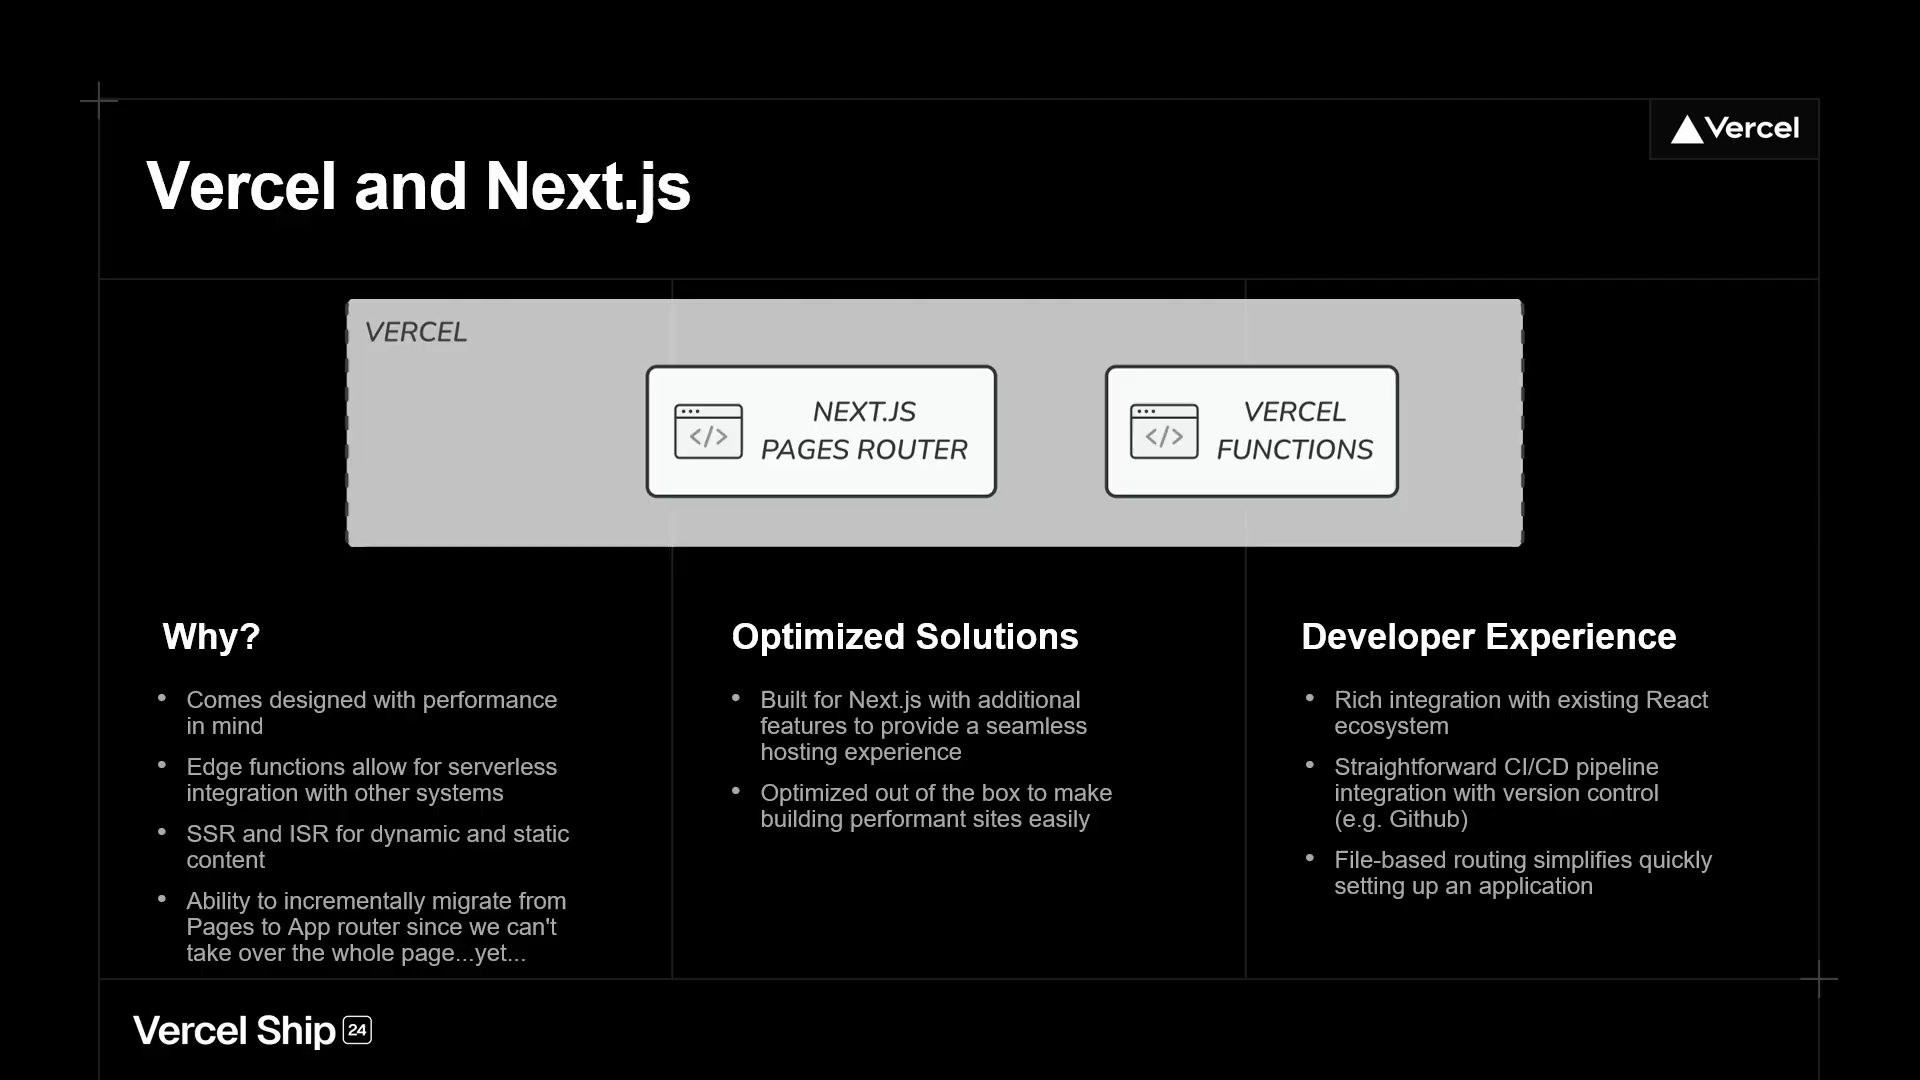 Vercel
Vercel and Next.js
VERCEL
NEXT.JS
PAGES ROUTER
VERCEL
FUNCTIONS
Why?
• Comes designed with performance
in mind
• Edge functions allow for serverless
integration with other systems
• SSR and ISR for dynamic and static
content
• Ability to incrementally migrate from
Pages to App router since we can't
take over the whole page...yet...
Optimized Solutions
• Built for Next.js with additional
features to provide a seamless
hosting experience
• Optimized out of the box to make
building performant sites easily
Developer Experience
• Rich integration with existing React
ecosystem
• Straightforward CI/CD pipeline
integration with version control
(e.g. Github)
• File-based routing simplifies quickly
setting up an application
Vercel Ship 24